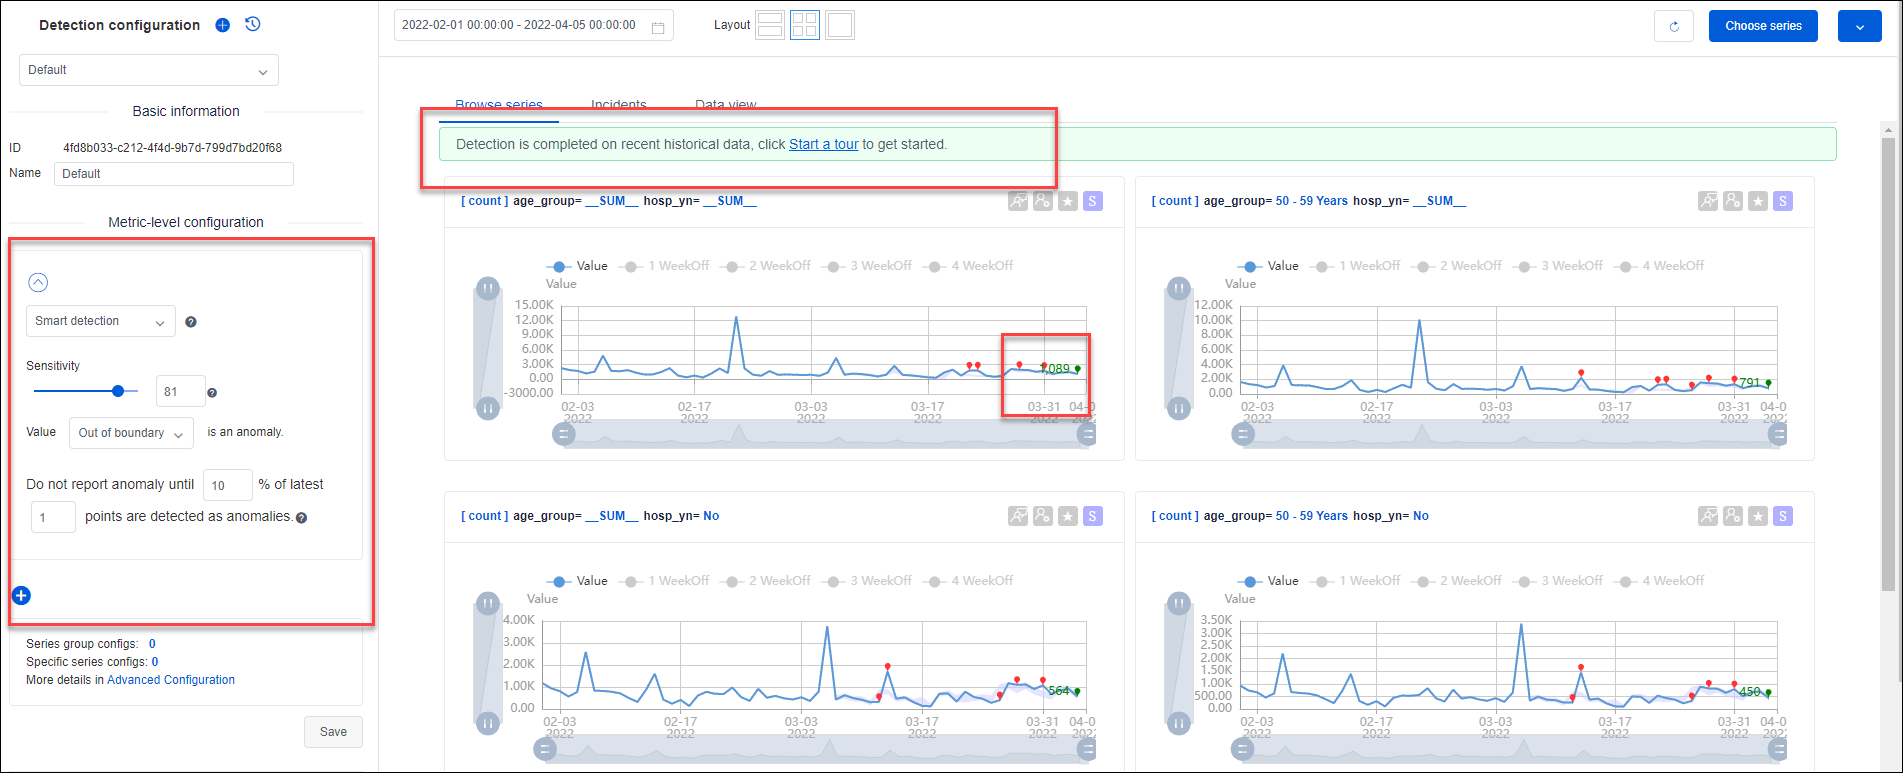 Detection configuration
Default
Basic information
ID 4fd8b033-c212-4f4d-9b7d-799d7bd20f68
Name Default
Metric-level configuration
Smart detection
Sensitivity
81
Value Out of boundary is an anomaly.
Do not report anomaly until 10 % of latest
1 points are detected as anomalies.
Series group configs: 0
Specific series configs: 0
More details in Advanced Configuration
Save
2022-02-01 00:00:00 - 2022-04-05 00:00:00
Layout
Choose series
Browse series Incidents Data view
Detection is completed on recent historical data, click Start a tour to get started.
[ count ] age_group= __SUM__ hosp_yn= __SUM__
S
Value 1 WeekOff 2 WeekOff 3 WeekOff 4 WeekOff
Value
15.00K
12.00K
9.00K
6.00K
3.00K
0.00
-3000.00
1,089
02-03 02-17 03-03 03-17 03-31 04-0
2022 2022 2022 2022 2022 2022
[ count ] age_group= 50 - 59 Years hosp_yn= __SUM__
S
Value 1 WeekOff 2 WeekOff 3 WeekOff 4 WeekOff
Value
12.00K
10.00K
8.00K
6.00K
4.00K
2.00K
0.00
791
02-03 02-17 03-03 03-17 03-31 04-0
2022 2022 2022 2022 2022 2022
[ count ] age_group= __SUM__ hosp_yn= No
S
Value 1 WeekOff 2 WeekOff 3 WeekOff 4 WeekOff
Value
4.00K
3.00K
2.00K
1.00K
0.00
564
02-03 02-17 03-03 03-17 03-31 04-0
2022 2022 2022 2022 2022 2022
[ count ] age_group= 50 - 59 Years hosp_yn= No
S
Value 1 WeekOff 2 WeekOff 3 WeekOff 4 WeekOff
Value
3.50K
3.00K
2.50K
2.00K
1.50K
1.00K
500.00
0.00
450
02-03 02-17 03-03 03-17 03-31 04-0
2022 2022 2022 2022 2022 2022